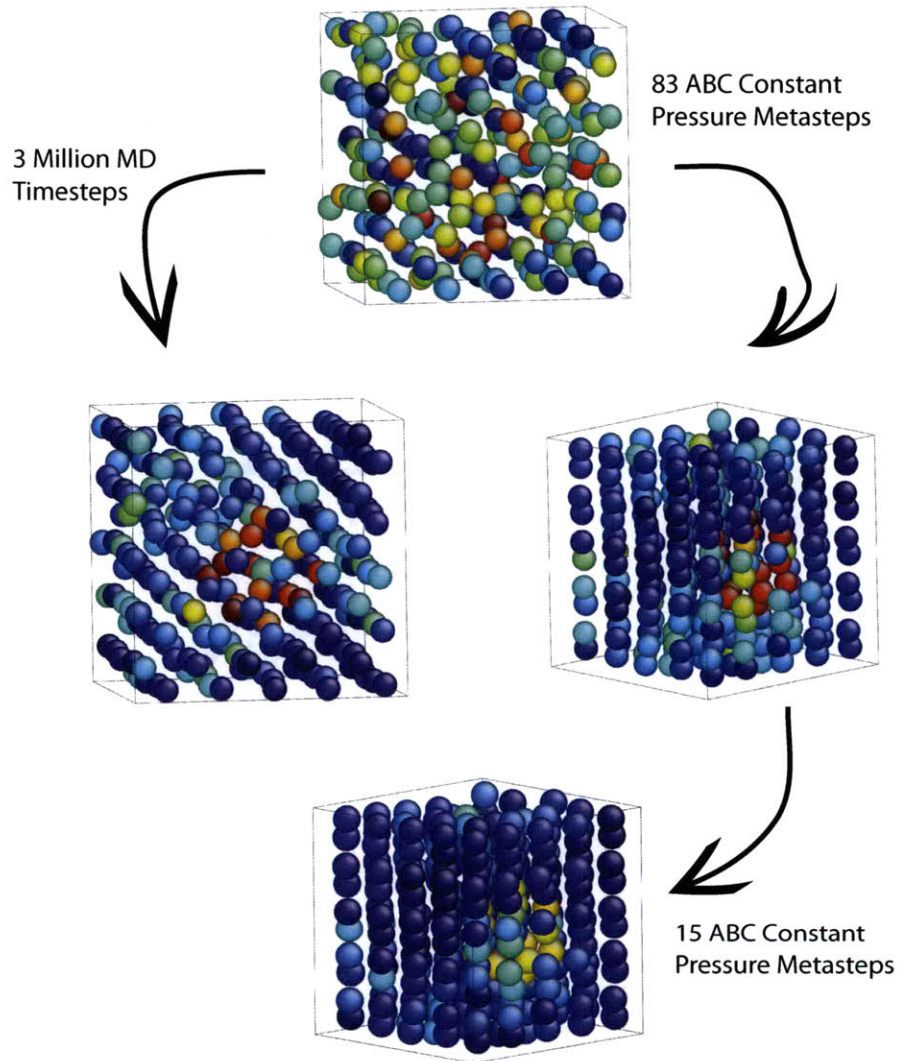 83 ABC Constant
Pressure Metasteps
3 Million MD
Timesteps
15 ABC Constant
Pressure Metasteps